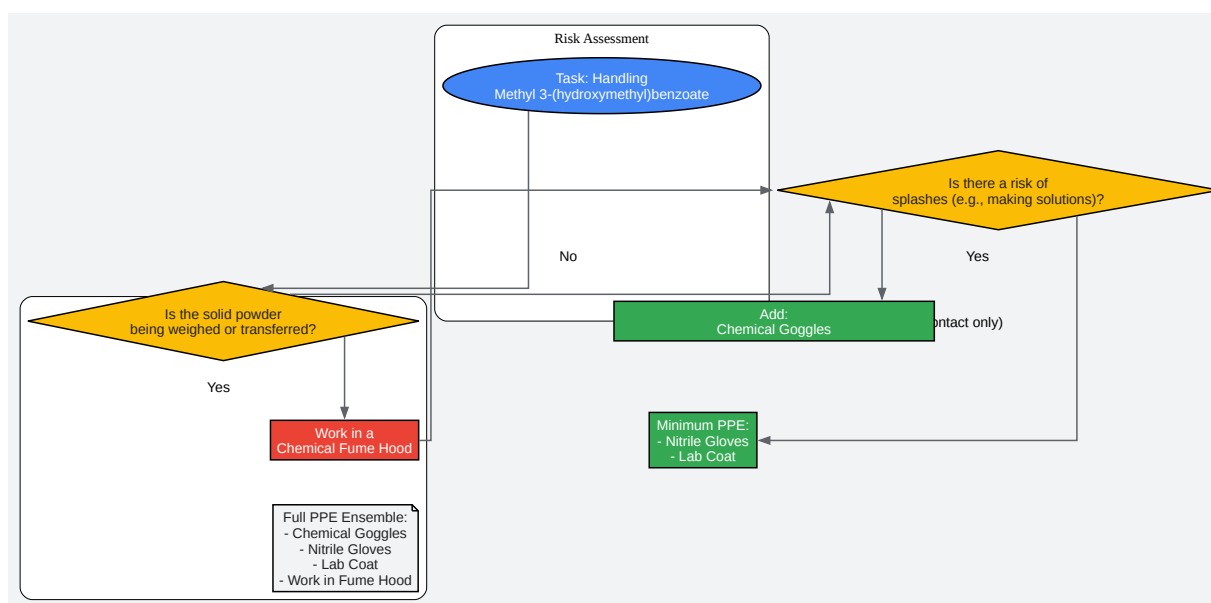 Risk Assessment
Task: Handling
Methyl 3-(hydroxymethyl)benzoate
Is there a risk of
splashes (e.g., making solutions)?
No
Yes
Is the solid powder
being weighed or transferred?
Add:
Chemical Goggles
only)
Yes
Work in a
Chemical Fume Hood
Minimum PPE:
- Nitrile Gloves
- Lab Coat
Full PPE Ensemble:
- Chemical Goggles
- Nitrile Gloves
- Lab Coat
- Work in Fume Hood